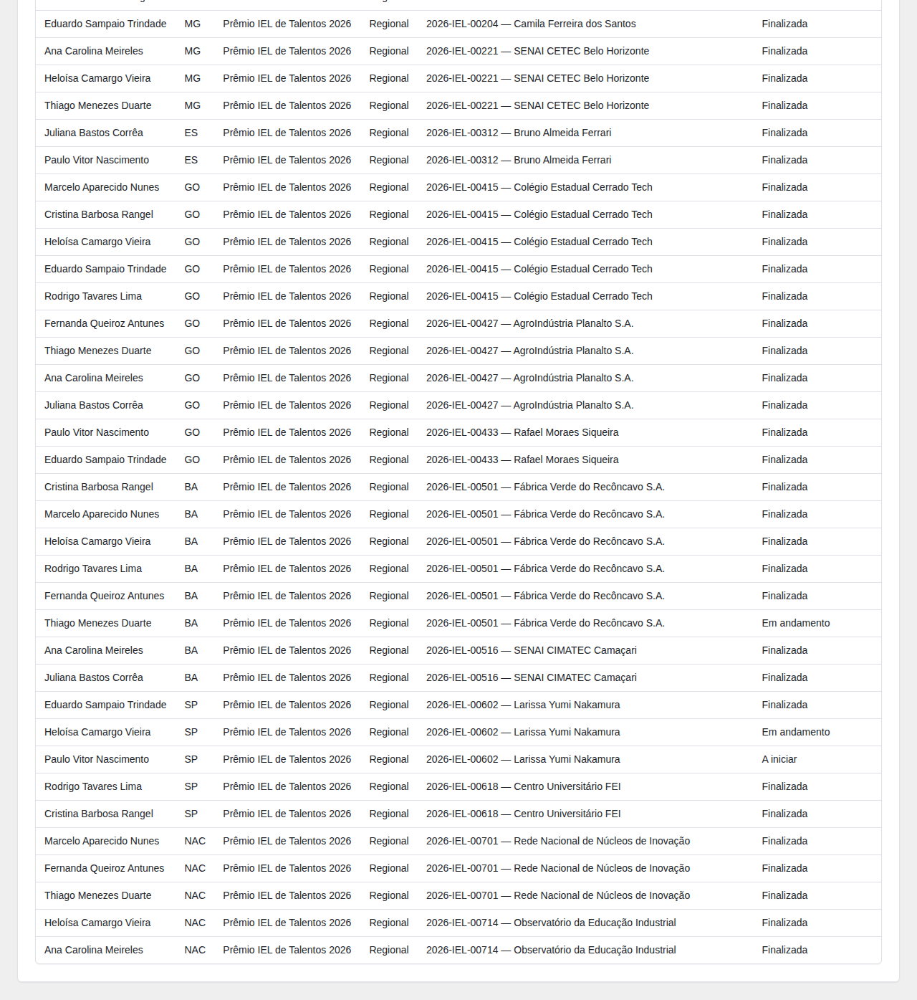 Eduardo Sampaio Trindade MG Prêmio IEL de Talentos 2026 Regional 2026-IEL-00204 — Camila Ferreira dos Santos Finalizada
Ana Carolina Meireles MG Prêmio IEL de Talentos 2026 Regional 2026-IEL-00221 — SENAI CETEC Belo Horizonte Finalizada
Heloísa Camargo Vieira MG Prêmio IEL de Talentos 2026 Regional 2026-IEL-00221 — SENAI CETEC Belo Horizonte Finalizada
Thiago Menezes Duarte MG Prêmio IEL de Talentos 2026 Regional 2026-IEL-00221 — SENAI CETEC Belo Horizonte Finalizada
Juliana Bastos Corrêa ES Prêmio IEL de Talentos 2026 Regional 2026-IEL-00312 — Bruno Almeida Ferrari Finalizada
Paulo Vitor Nascimento ES Prêmio IEL de Talentos 2026 Regional 2026-IEL-00312 — Bruno Almeida Ferrari Finalizada
Marcelo Aparecido Nunes GO Prêmio IEL de Talentos 2026 Regional 2026-IEL-00415 — Colégio Estadual Cerrado Tech Finalizada
Cristina Barbosa Rangel GO Prêmio IEL de Talentos 2026 Regional 2026-IEL-00415 — Colégio Estadual Cerrado Tech Finalizada
Heloísa Camargo Vieira GO Prêmio IEL de Talentos 2026 Regional 2026-IEL-00415 — Colégio Estadual Cerrado Tech Finalizada
Eduardo Sampaio Trindade GO Prêmio IEL de Talentos 2026 Regional 2026-IEL-00415 — Colégio Estadual Cerrado Tech Finalizada
Rodrigo Tavares Lima GO Prêmio IEL de Talentos 2026 Regional 2026-IEL-00415 — Colégio Estadual Cerrado Tech Finalizada
Fernanda Queiroz Antunes GO Prêmio IEL de Talentos 2026 Regional 2026-IEL-00427 — AgroIndústria Planalto S.A. Finalizada
Thiago Menezes Duarte GO Prêmio IEL de Talentos 2026 Regional 2026-IEL-00427 — AgroIndústria Planalto S.A. Finalizada
Ana Carolina Meireles GO Prêmio IEL de Talentos 2026 Regional 2026-IEL-00427 — AgroIndústria Planalto S.A. Finalizada
Juliana Bastos Corrêa GO Prêmio IEL de Talentos 2026 Regional 2026-IEL-00427 — AgroIndústria Planalto S.A. Finalizada
Paulo Vitor Nascimento GO Prêmio IEL de Talentos 2026 Regional 2026-IEL-00433 — Rafael Moraes Siqueira Finalizada
Eduardo Sampaio Trindade GO Prêmio IEL de Talentos 2026 Regional 2026-IEL-00433 — Rafael Moraes Siqueira Finalizada
Cristina Barbosa Rangel BA Prêmio IEL de Talentos 2026 Regional 2026-IEL-00501 — Fábrica Verde do Recôncavo S.A. Finalizada
Marcelo Aparecido Nunes BA Prêmio IEL de Talentos 2026 Regional 2026-IEL-00501 — Fábrica Verde do Recôncavo S.A. Finalizada
Heloísa Camargo Vieira BA Prêmio IEL de Talentos 2026 Regional 2026-IEL-00501 — Fábrica Verde do Recôncavo S.A. Finalizada
Rodrigo Tavares Lima BA Prêmio IEL de Talentos 2026 Regional 2026-IEL-00501 — Fábrica Verde do Recôncavo S.A. Finalizada
Fernanda Queiroz Antunes BA Prêmio IEL de Talentos 2026 Regional 2026-IEL-00501 — Fábrica Verde do Recôncavo S.A. Finalizada
Thiago Menezes Duarte BA Prêmio IEL de Talentos 2026 Regional 2026-IEL-00501 — Fábrica Verde do Recôncavo S.A. Em andamento
Ana Carolina Meireles BA Prêmio IEL de Talentos 2026 Regional 2026-IEL-00516 — SENAI CIMATEC Camaçari Finalizada
Juliana Bastos Corrêa BA Prêmio IEL de Talentos 2026 Regional 2026-IEL-00516 — SENAI CIMATEC Camaçari Finalizada
Eduardo Sampaio Trindade SP Prêmio IEL de Talentos 2026 Regional 2026-IEL-00602 — Larissa Yumi Nakamura Finalizada
Heloísa Camargo Vieira SP Prêmio IEL de Talentos 2026 Regional 2026-IEL-00602 — Larissa Yumi Nakamura Em andamento
Paulo Vitor Nascimento SP Prêmio IEL de Talentos 2026 Regional 2026-IEL-00602 — Larissa Yumi Nakamura A iniciar
Rodrigo Tavares Lima SP Prêmio IEL de Talentos 2026 Regional 2026-IEL-00618 — Centro Universitário FEI Finalizada
Cristina Barbosa Rangel SP Prêmio IEL de Talentos 2026 Regional 2026-IEL-00618 — Centro Universitário FEI Finalizada
Marcelo Aparecido Nunes NAC Prêmio IEL de Talentos 2026 Regional 2026-IEL-00701 — Rede Nacional de Núcleos de Inovação Finalizada
Fernanda Queiroz Antunes NAC Prêmio IEL de Talentos 2026 Regional 2026-IEL-00701 — Rede Nacional de Núcleos de Inovação Finalizada
Thiago Menezes Duarte NAC Prêmio IEL de Talentos 2026 Regional 2026-IEL-00701 — Rede Nacional de Núcleos de Inovação Finalizada
Heloísa Camargo Vieira NAC Prêmio IEL de Talentos 2026 Regional 2026-IEL-00714 — Observatório da Educação Industrial Finalizada
Ana Carolina Meireles NAC Prêmio IEL de Talentos 2026 Regional 2026-IEL-00714 — Observatório da Educação Industrial Finalizada